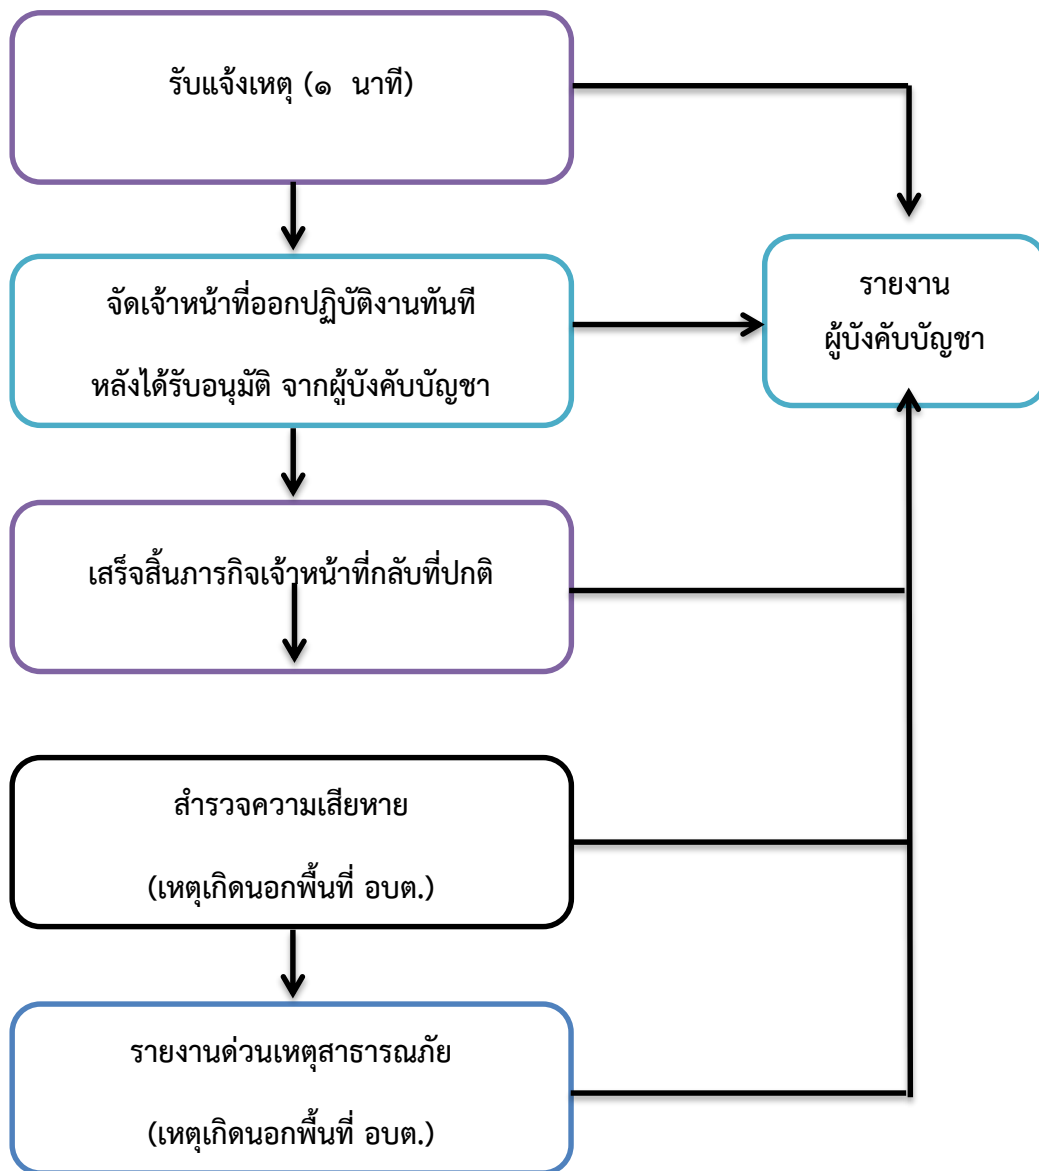 รับแจ้งเหตุ (๑ นาที)
จัดเจ้าหน้าที่ออกปฏิบัติงานทันที
หลังได้รับอนุมัติ จากผู้บังคับบัญชา
รายงาน
ผู้บังคับบัญชา
เสร็จสิ้นภารกิจเจ้าหน้าที่กลับที่ปกติ
สำรวจความเสียหาย
(เหตุเกิดนอกพื้นที่ อบต.)
รายงานด่วนเหตุสาธารณภัย
(เหตุเกิดนอกพื้นที่ อบต.)